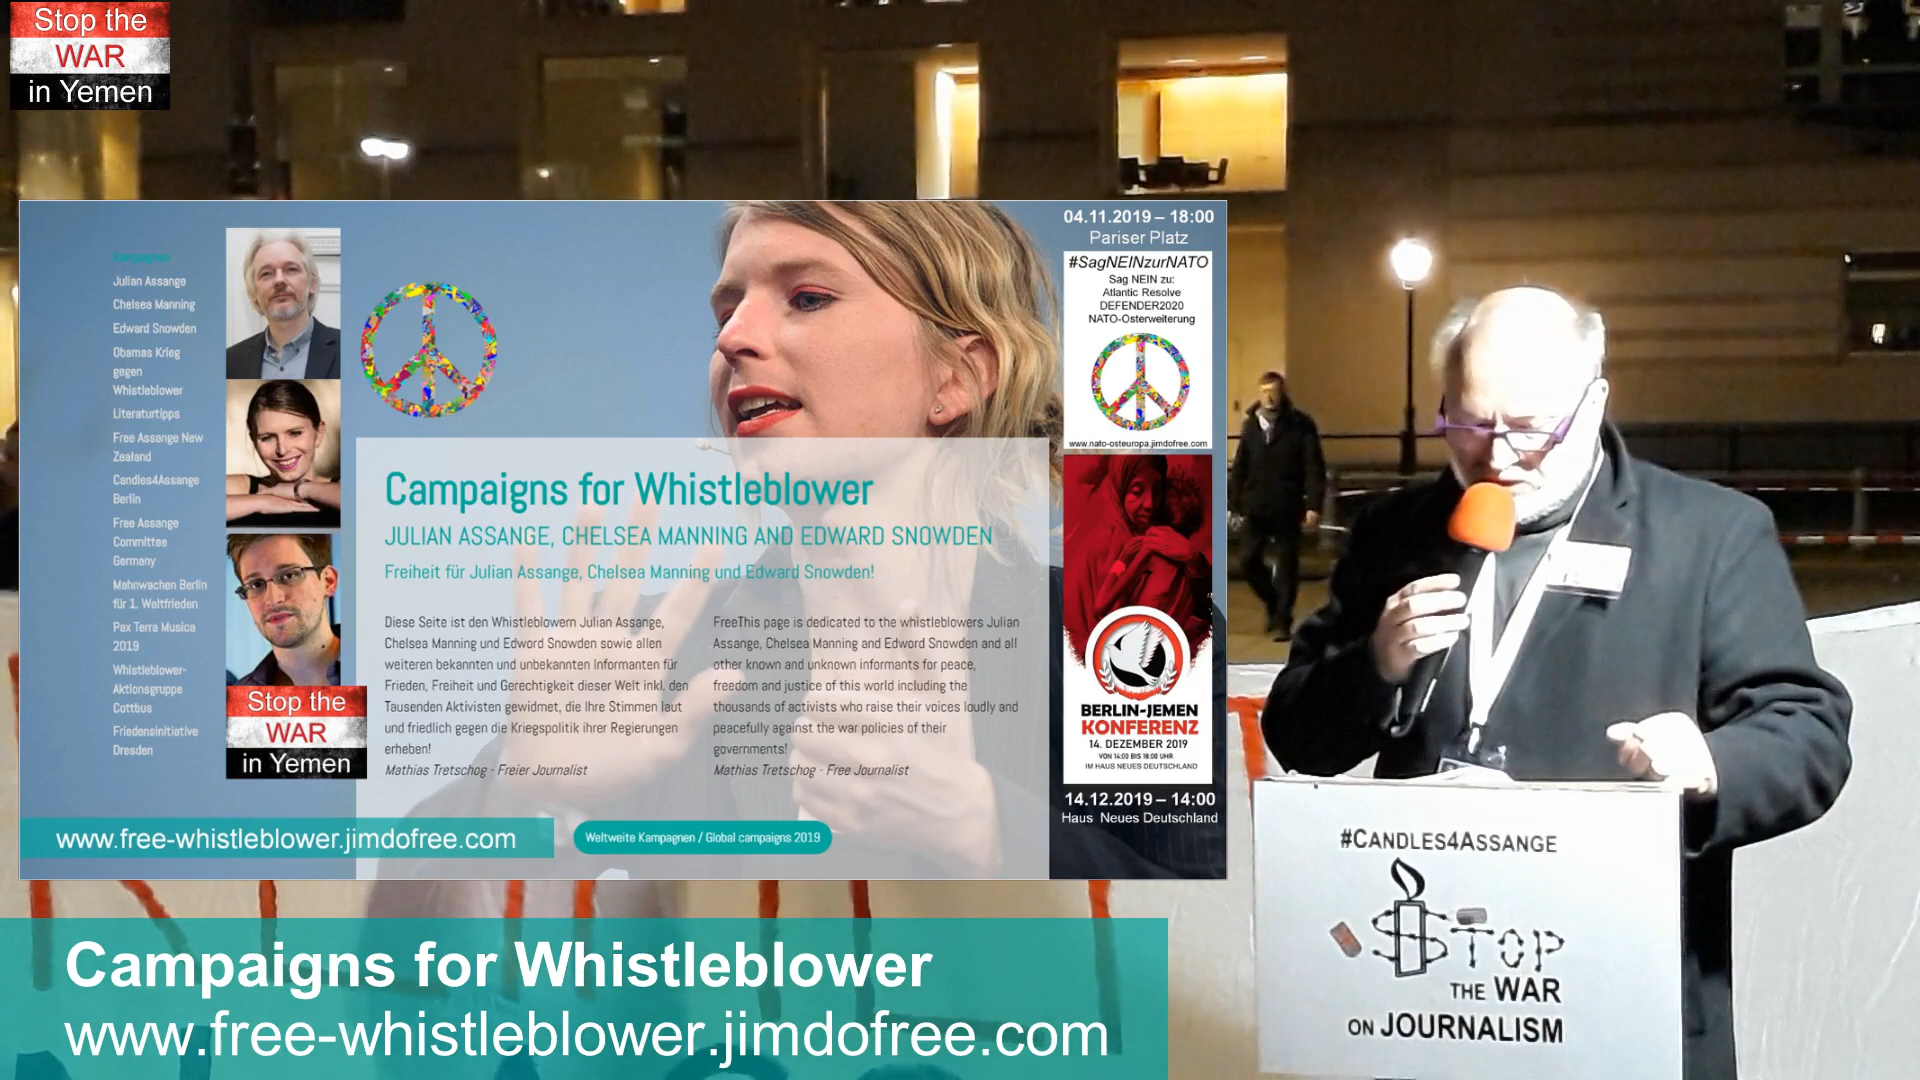 Stop the
WAR
in Yemen
Kampagnen
Julian Assange
Chelsea Manning
Edward Snowden
Obamas Krieg
gegen
Whistleblower
Literaturtipps
Free Assange New
Zealand
Candles4Assange
Berlin
Free Assange
Committee
Germany
Mahnwachen Berlin
für 1. Weltfrieden
Pax Terra Musica
2019
Whistleblower-
Aktionsgruppe
Cottbus
Friedensinitiative
Dresden
Stop the
WAR
in Yemen
Campaigns for Whistleblower
JULIAN ASSANGE, CHELSEA MANNING AND EDWARD SNOWDEN
Freiheit für Julian Assange, Chelsea Manning und Edward Snowden!
Diese Seite ist den Whistleblowern Julian Assange,
Chelsea Manning und Edword Snowden sowie allen
weiteren bekannten und unbekannten Informanten für
Frieden, Freiheit und Gerechtigkeit dieser Welt inkl. den
Tausenden Aktivisten gewidmet, die Ihre Stimmen laut
und friedlich gegen die Kriegspolitik ihrer Regierungen
erheben!
Mathias Tretschog - Freier Journalist
FreeThis page is dedicated to the whistleblowers Julian
Assange, Chelsea Manning and Edward Snowden and all
other known and unknown informants for peace,
freedom and justice of this world including the
thousands of activists who raise their voices loudly and
peacefully against the war policies of their
governments!
Mathias Tretschog - Free Journalist
www.free-whistleblower.jimdofree.com
Weltweite Kampagnen / Global campaigns 2019
04.11.2019 – 18:00
Pariser Platz
#SagNEINzurNATO
Sag NEIN zu:
Atlantic Resolve
DEFENDER2020
NATO-Osterweiterung
www.nato-osteuropa.jimdofree.com
BERLIN-JEMEN
KONFERENZ
14. DEZEMBER 2019
VON 14:00 BIS 18:00 UHR
IM HAUS NEUES DEUTSCHLAND
14.12.2019 – 14:00
Haus Neues Deutschland
#CANDLES4ASSANGE
STOP
THE WAR
ON JOURNALISM
Campaigns for Whistleblower
www.free-whistleblower.jimdofree.com